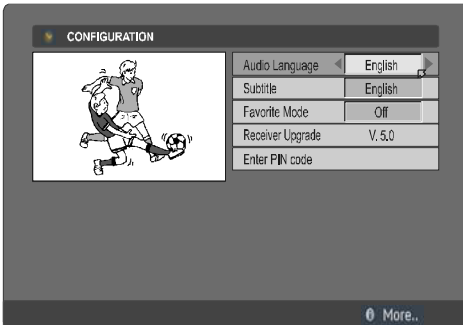 CONFIGURATION
Audio Language English
Subtitle English
Favorite Mode Off
Receiver Upgrade V. 5.0
Enter PIN code
More..